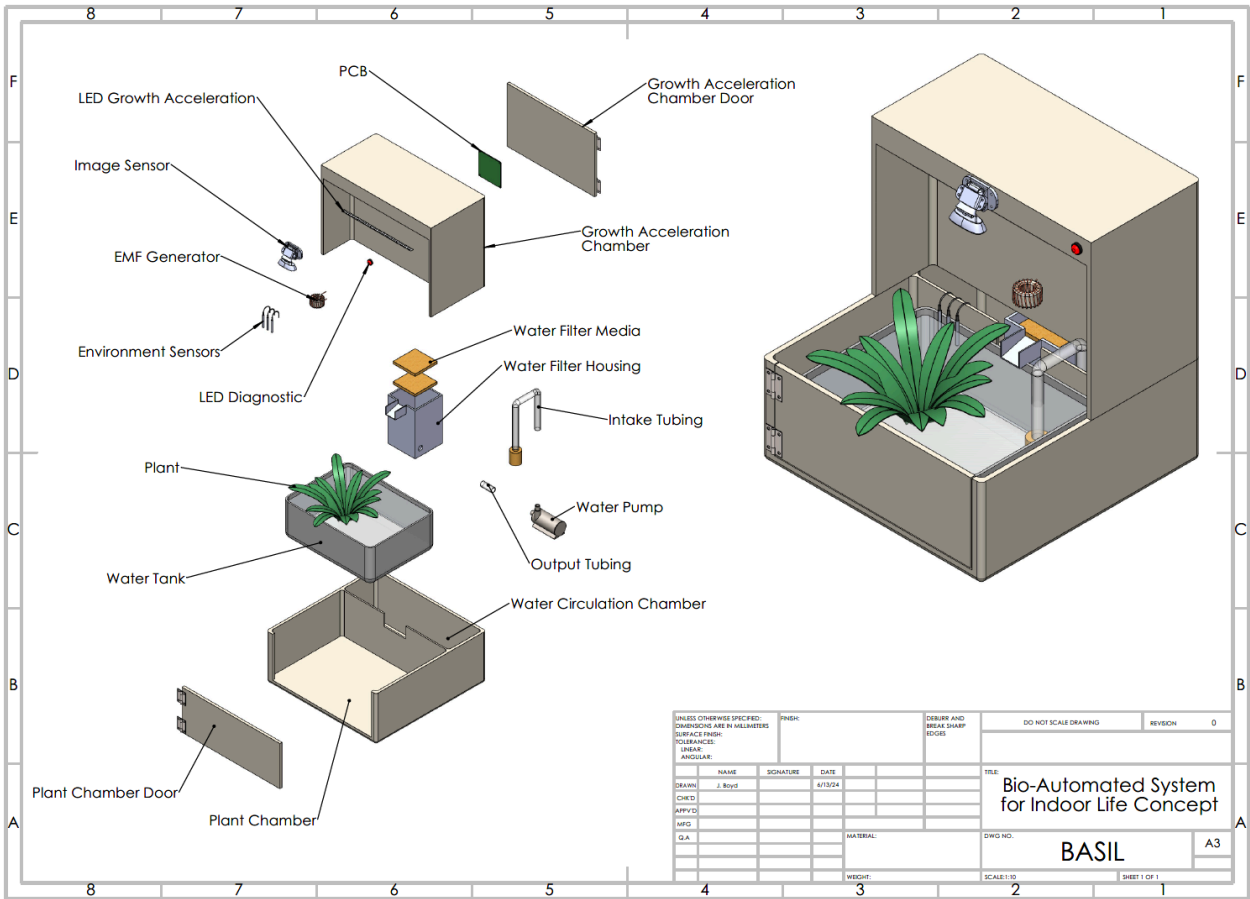 8 7 6 5 4 3 2 1
F
F
PCB
Growth Acceleration
Chamber Door
LED Growth Acceleration
Image Sensor
E
E
Growth Acceleration
Chamber
EMF Generator
Water Filter Media
Environment Sensors
Water Filter Housing
D
D
LED Diagnostic
Intake Tubing
Plant
Water Pump
C
C
Output Tubing
Water Tank
Water Circulation Chamber
B
B
Plant Chamber Door
Plant Chamber
A
A
UNLESS OTHERWISE SPECIFIED:
DIMENSIONS ARE IN MILLIMETERS
SURFACE FINISH:
TOLERANCES:
LINEAR:
ANGULAR:
FINISH:
DEBURR AND
BREAK SHARP
EDGES
DO NOT SCALE DRAWING
REVISION 0
NAME SIGNATURE DATE
DRAWN J. Boyd 6/13/24
CHK'D
APPV'D
MFG
Q.A
MATERIAL:
WEIGHT:
TITLE:
Bio-Automated System
for Indoor Life Concept
DWG NO.
BASIL
A3
SCALE:1:10
SHEET 1 OF 1
8 7 6 5 4 3 2 1